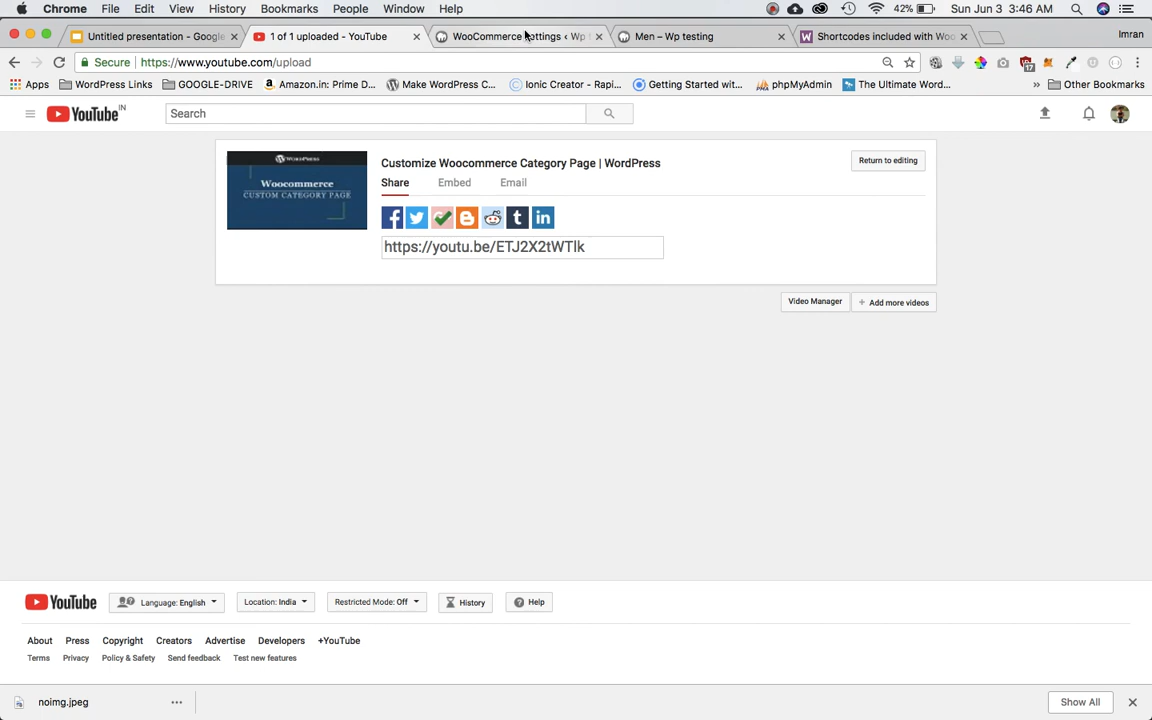 Chrome File Edit View History Bookmarks People Window Help 42% Sun Jun 3 3:46 AM
Untitled presentation - Google 1 of 1 uploaded - YouTube WooCommerce settings ‹ Wp t Men – Wp testing Shortcodes included with Woo Imran
Secure https://www.youtube.com/upload
Apps WordPress Links GOOGLE-DRIVE Amazon.in: Prime D... Make WordPress C... Ionic Creator - Rapi... Getting Started wit... phpMyAdmin The Ultimate Word... » Other Bookmarks
YouTube IN Search
WordPress
Woocommerce
CUSTOM CATEGORY PAGE
Customize Woocommerce Category Page | WordPress Return to editing
Share Embed Email
https://youtu.be/ETJ2X2tWTlk
Video Manager + Add more videos
YouTube Language: English Location: India Restricted Mode: Off History Help
About Press Copyright Creators Advertise Developers +YouTube
Terms Privacy Policy & Safety Send feedback Test new features
noimg.jpeg Show All